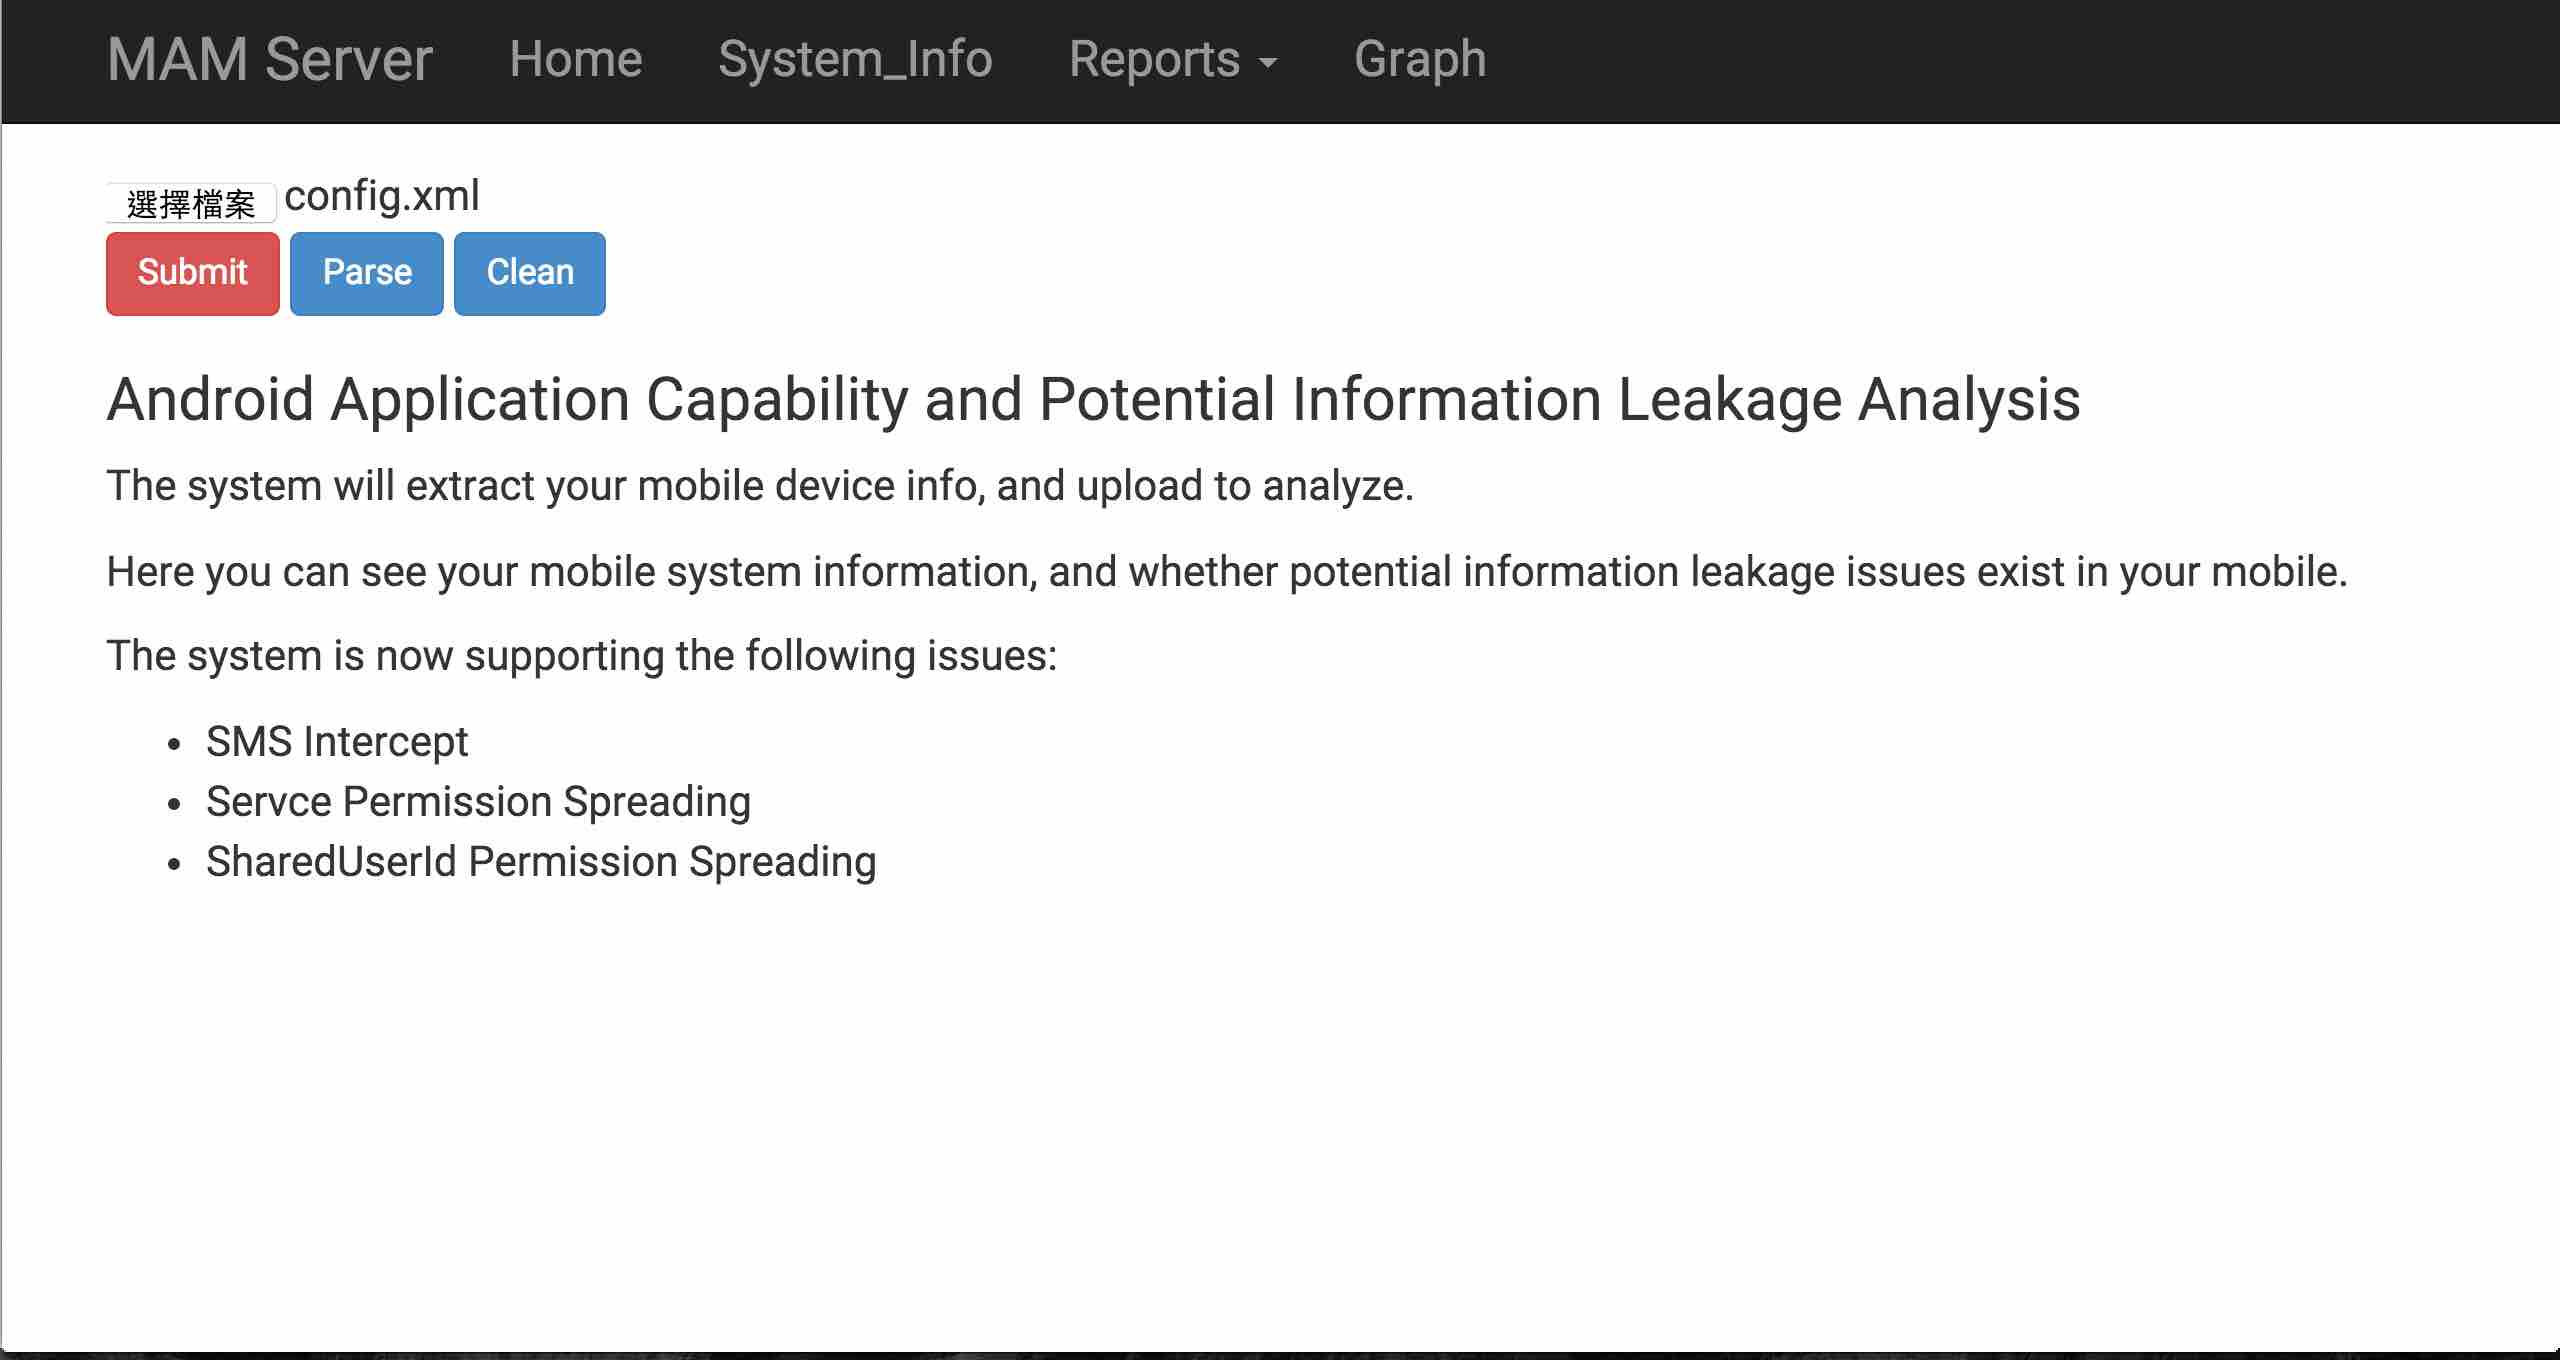 MAM Server Home System_Info Reports Graph
選擇檔案 config.xml
Submit Parse Clean
Android Application Capability and Potential Information Leakage Analysis
The system will extract your mobile device info, and upload to analyze.
Here you can see your mobile system information, and whether potential information leakage issues exist in your mobile.
The system is now supporting the following issues:
• SMS Intercept
• Servce Permission Spreading
• SharedUserId Permission Spreading